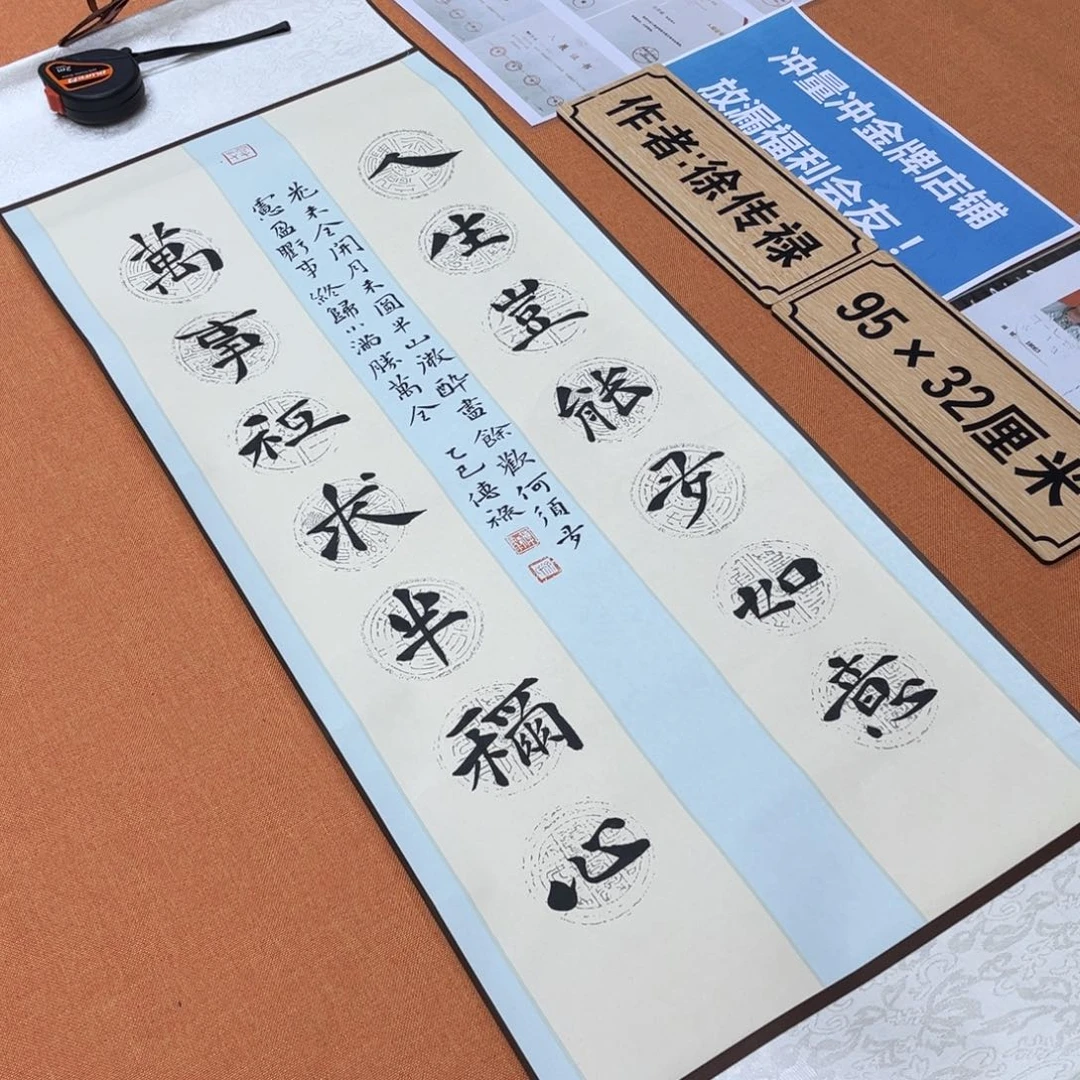 人生豈能多如意
花未全開月未圓半山微醉盡餘歡何須多
慮盈虧事終歸小滿勝萬全 乙巳傳祿
萬事祗求半稱心
冲量冲金牌店铺
放漏福利会友！
作者:徐传禄
95×32厘米